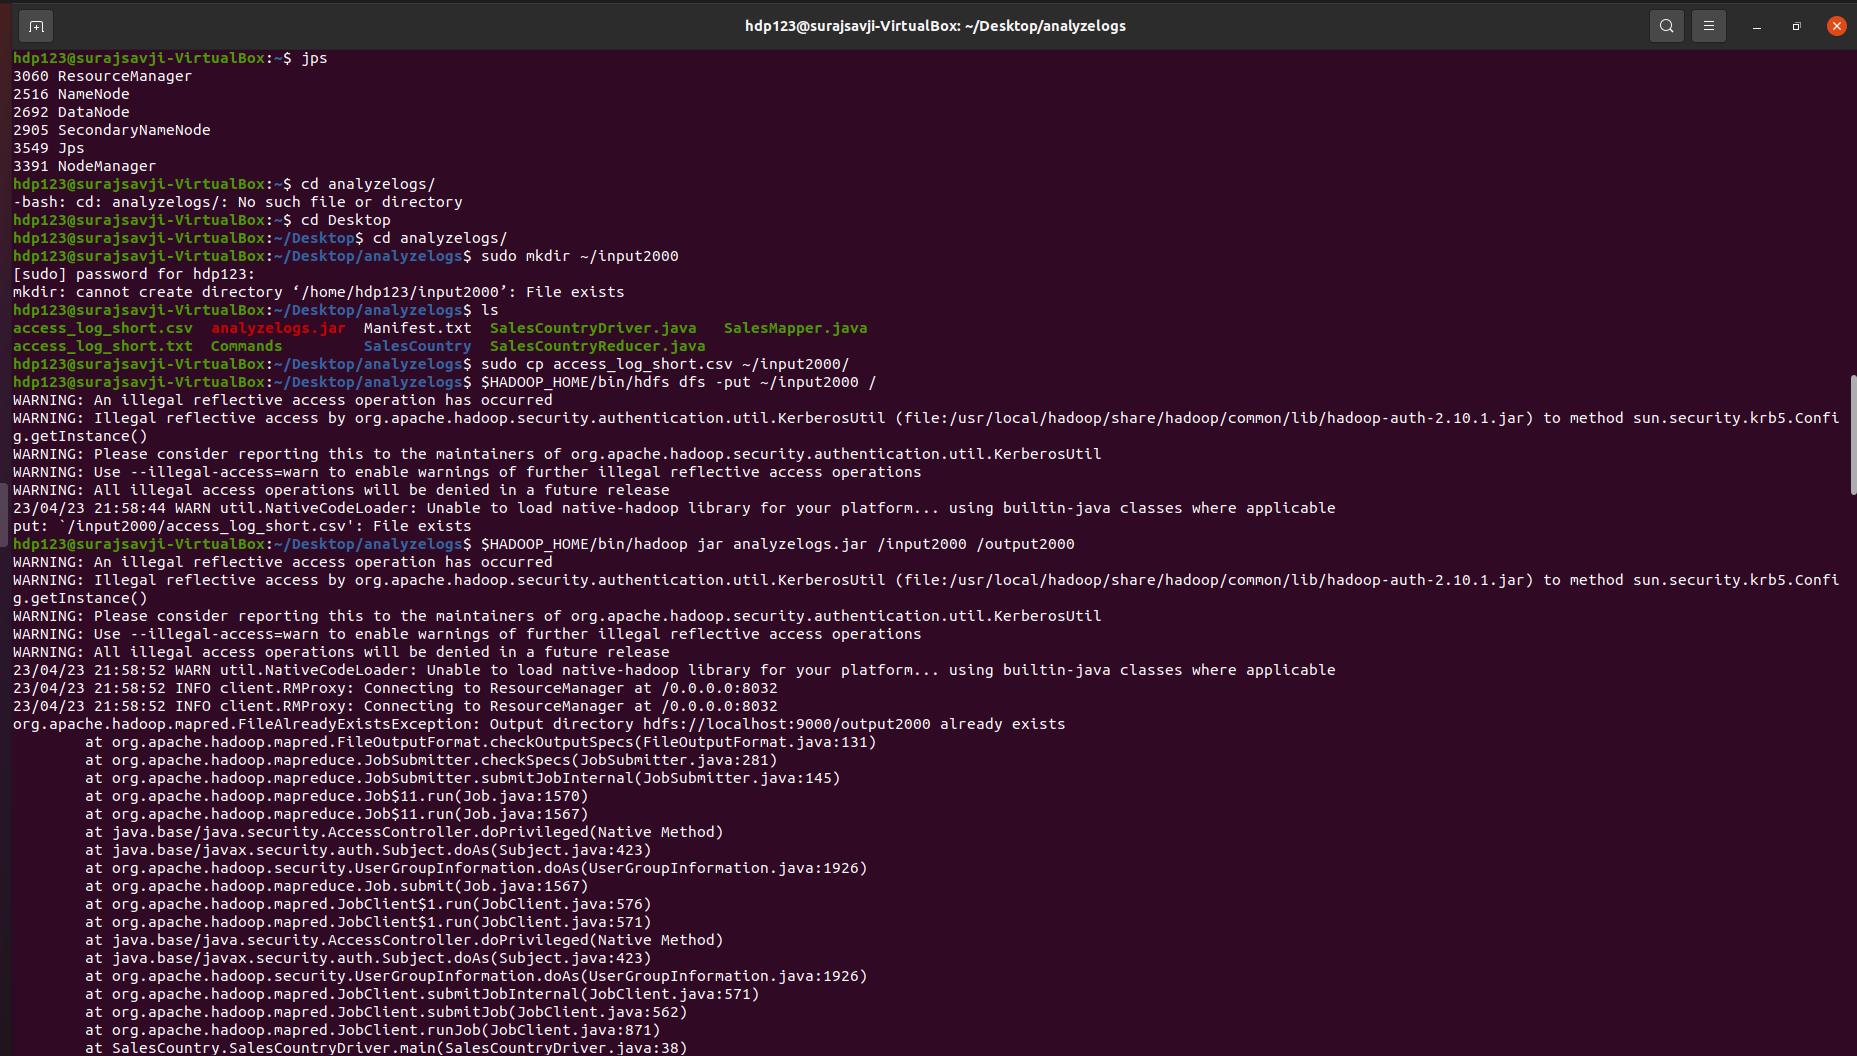 hdp123@surajsavji-VirtualBox: ~/Desktop/analyzelogs
hdp123@surajsavji-VirtualBox:~$ jps
3060 ResourceManager
2516 NameNode
2692 DataNode
2905 SecondaryNameNode
3549 Jps
3391 NodeManager
hdp123@surajsavji-VirtualBox:~$ cd analyzelogs/
-bash: cd: analyzelogs/: No such file or directory
hdp123@surajsavji-VirtualBox:~$ cd Desktop
hdp123@surajsavji-VirtualBox:~/Desktop$ cd analyzelogs/
hdp123@surajsavji-VirtualBox:~/Desktop/analyzelogs$ sudo mkdir ~/input2000
[sudo] password for hdp123:
mkdir: cannot create directory ‘/home/hdp123/input2000’: File exists
hdp123@surajsavji-VirtualBox:~/Desktop/analyzelogs$ ls
access_log_short.csv  analyzelogs.jar  Manifest.txt  SalesCountryDriver.java   SalesMapper.java
access_log_short.txt  Commands         SalesCountry  SalesCountryReducer.java
hdp123@surajsavji-VirtualBox:~/Desktop/analyzelogs$ sudo cp access_log_short.csv ~/input2000/
hdp123@surajsavji-VirtualBox:~/Desktop/analyzelogs$ $HADOOP_HOME/bin/hdfs dfs -put ~/input2000 /
WARNING: An illegal reflective access operation has occurred
WARNING: Illegal reflective access by org.apache.hadoop.security.authentication.util.KerberosUtil (file:/usr/local/hadoop/share/hadoop/common/lib/hadoop-auth-2.10.1.jar) to method sun.security.krb5.Confi
g.getInstance()
WARNING: Please consider reporting this to the maintainers of org.apache.hadoop.security.authentication.util.KerberosUtil
WARNING: Use --illegal-access=warn to enable warnings of further illegal reflective access operations
WARNING: All illegal access operations will be denied in a future release
23/04/23 21:58:44 WARN util.NativeCodeLoader: Unable to load native-hadoop library for your platform... using builtin-java classes where applicable
put: `/input2000/access_log_short.csv': File exists
hdp123@surajsavji-VirtualBox:~/Desktop/analyzelogs$ $HADOOP_HOME/bin/hadoop jar analyzelogs.jar /input2000 /output2000
WARNING: An illegal reflective access operation has occurred
WARNING: Illegal reflective access by org.apache.hadoop.security.authentication.util.KerberosUtil (file:/usr/local/hadoop/share/hadoop/common/lib/hadoop-auth-2.10.1.jar) to method sun.security.krb5.Confi
g.getInstance()
WARNING: Please consider reporting this to the maintainers of org.apache.hadoop.security.authentication.util.KerberosUtil
WARNING: Use --illegal-access=warn to enable warnings of further illegal reflective access operations
WARNING: All illegal access operations will be denied in a future release
23/04/23 21:58:52 WARN util.NativeCodeLoader: Unable to load native-hadoop library for your platform... using builtin-java classes where applicable
23/04/23 21:58:52 INFO client.RMProxy: Connecting to ResourceManager at /0.0.0.0:8032
23/04/23 21:58:52 INFO client.RMProxy: Connecting to ResourceManager at /0.0.0.0:8032
org.apache.hadoop.mapred.FileAlreadyExistsException: Output directory hdfs://localhost:9000/output2000 already exists
        at org.apache.hadoop.mapred.FileOutputFormat.checkOutputSpecs(FileOutputFormat.java:131)
        at org.apache.hadoop.mapreduce.JobSubmitter.checkSpecs(JobSubmitter.java:281)
        at org.apache.hadoop.mapreduce.JobSubmitter.submitJobInternal(JobSubmitter.java:145)
        at org.apache.hadoop.mapreduce.Job$11.run(Job.java:1570)
        at org.apache.hadoop.mapreduce.Job$11.run(Job.java:1567)
        at java.base/java.security.AccessController.doPrivileged(Native Method)
        at java.base/javax.security.auth.Subject.doAs(Subject.java:423)
        at org.apache.hadoop.security.UserGroupInformation.doAs(UserGroupInformation.java:1926)
        at org.apache.hadoop.mapreduce.Job.submit(Job.java:1567)
        at org.apache.hadoop.mapred.JobClient$1.run(JobClient.java:576)
        at org.apache.hadoop.mapred.JobClient$1.run(JobClient.java:571)
        at java.base/java.security.AccessController.doPrivileged(Native Method)
        at java.base/javax.security.auth.Subject.doAs(Subject.java:423)
        at org.apache.hadoop.security.UserGroupInformation.doAs(UserGroupInformation.java:1926)
        at org.apache.hadoop.mapred.JobClient.submitJobInternal(JobClient.java:571)
        at org.apache.hadoop.mapred.JobClient.submitJob(JobClient.java:562)
        at org.apache.hadoop.mapred.JobClient.runJob(JobClient.java:871)
        at SalesCountry.SalesCountryDriver.main(SalesCountryDriver.java:38)